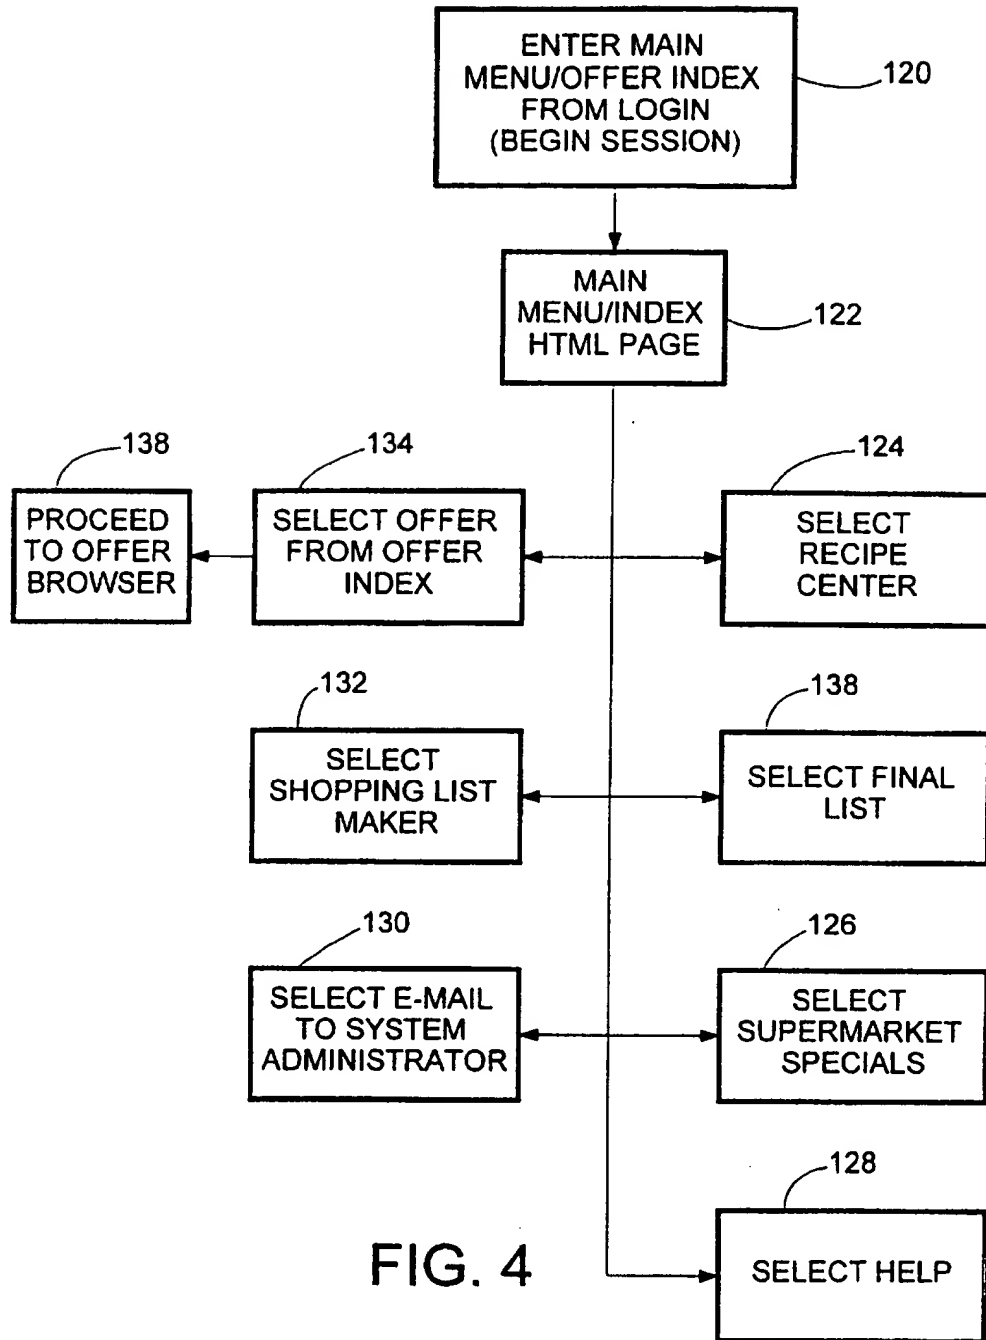 ENTER MAIN
MENU/OFFER INDEX
FROM LOGIN
(BEGIN SESSION)
120
MAIN
MENU/INDEX
HTML PAGE
122
138
PROCEED
TO OFFER
BROWSER
134
SELECT OFFER
FROM OFFER
INDEX
124
SELECT
RECIPE
CENTER
132
SELECT
SHOPPING LIST
MAKER
138
SELECT FINAL
LIST
130
SELECT E-MAIL
TO SYSTEM
ADMINISTRATOR
126
SELECT
SUPERMARKET
SPECIALS
128
SELECT HELP
FIG. 4